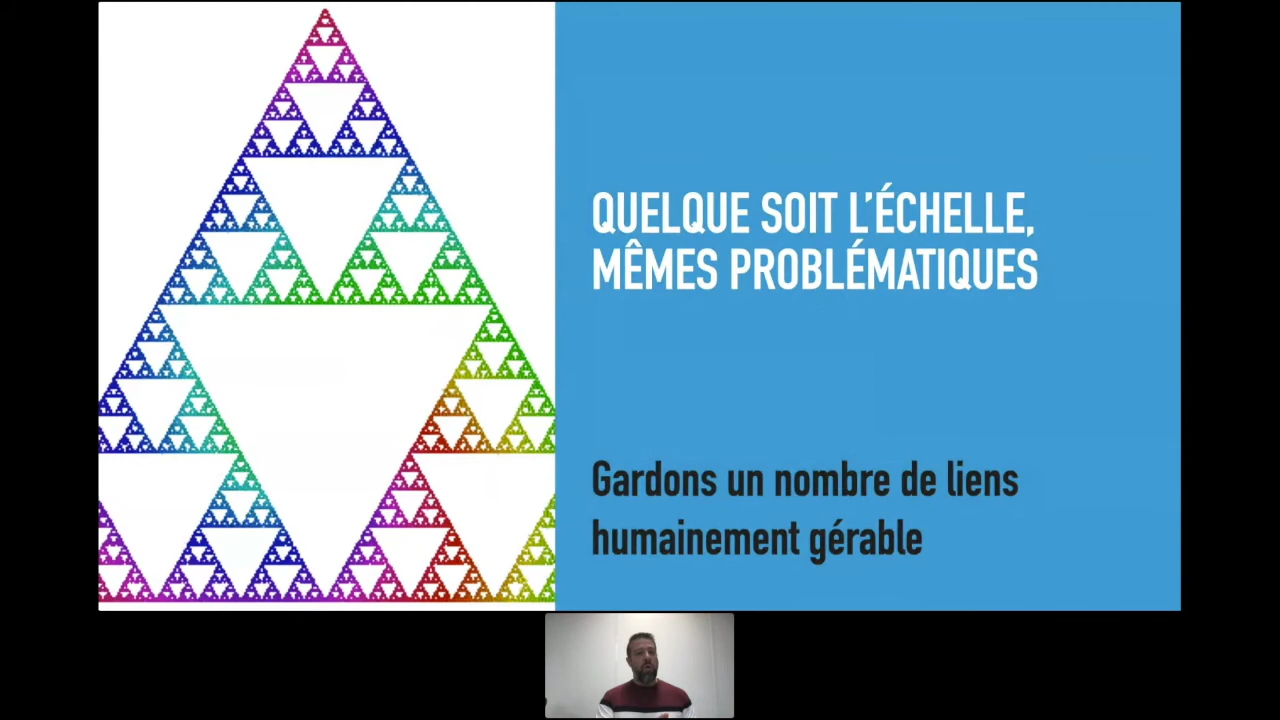 QUELQUE SOIT L’ÉCHELLE,
MÊMES PROBLÉMATIQUES
Gardons un nombre de liens
humainement gérable